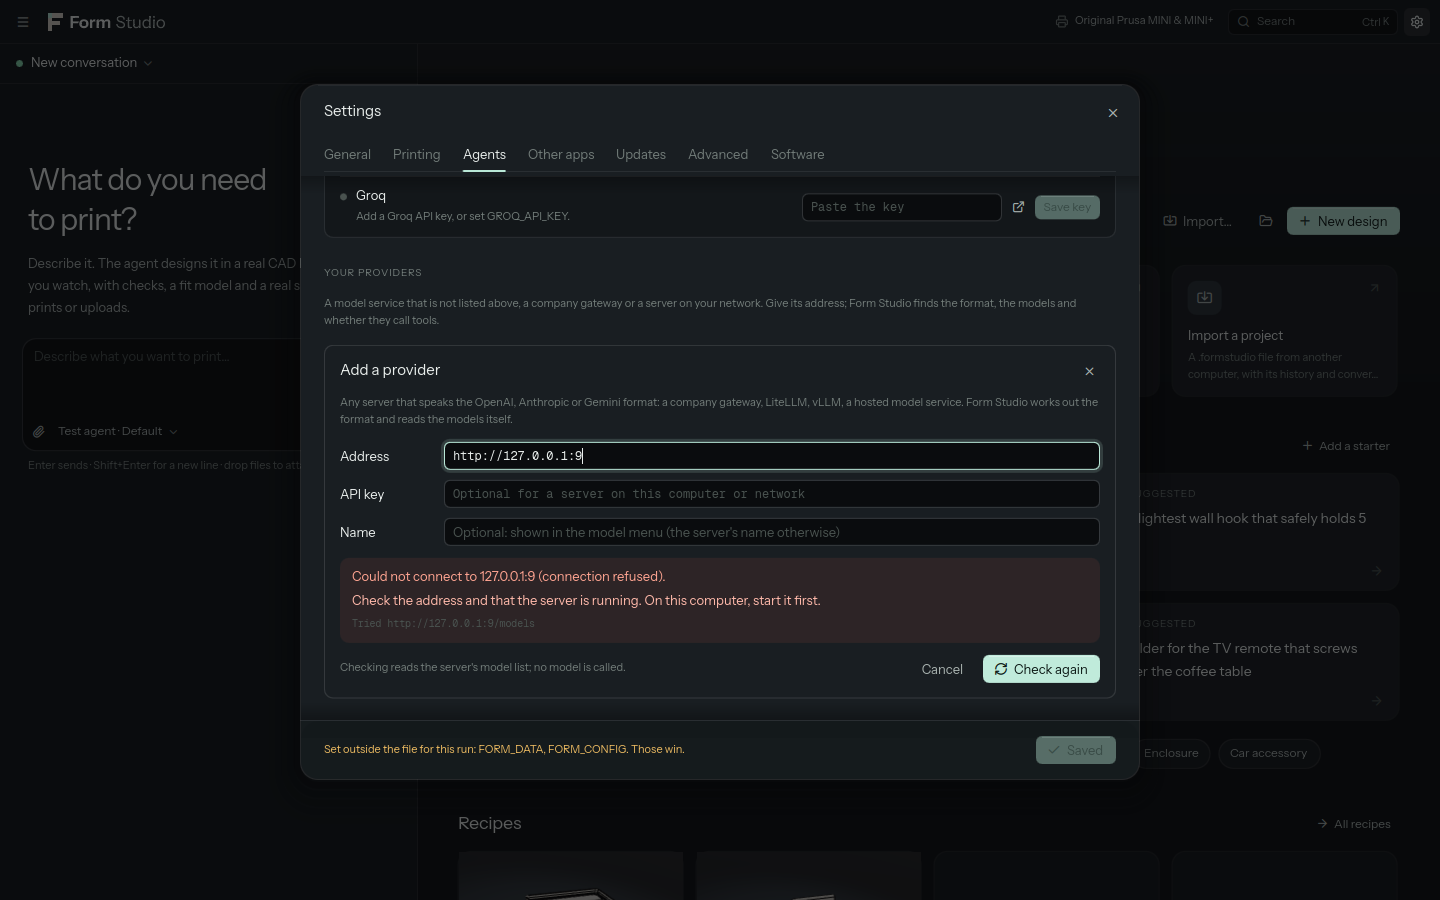 Form Studio
Original Prusa MINI & MINI+
Search
Ctrl K
New conversation
What do you need
to print?
Describe it. The agent designs it in a real CAD
you watch, with checks, a fit model and a real s
prints or uploads.
Describe what you want to print...
Test agent · Default
Enter sends · Shift+Enter for a new line · drop files to atta
Settings
General
Printing
Agents
Other apps
Updates
Advanced
Software
Groq
Add a Groq API key, or set GROQ_API_KEY.
Paste the key
Save key
YOUR PROVIDERS
A model service that is not listed above, a company gateway or a server on your network. Give its address; Form Studio finds the format, the models and
whether they call tools.
Add a provider
Any server that speaks the OpenAI, Anthropic or Gemini format: a company gateway, LiteLLM, vLLM, a hosted model service. Form Studio works out the
format and reads the models itself.
Address
http://127.0.0.1:9
API key
Optional for a server on this computer or network
Name
Optional: shown in the model menu (the server's name otherwise)
Could not connect to 127.0.0.1:9 (connection refused).
Check the address and that the server is running. On this computer, start it first.
Tried http://127.0.0.1:9/models
Checking reads the server's model list; no model is called.
Cancel
Check again
Set outside the file for this run: FORM_DATA, FORM_CONFIG. Those win.
Saved
Import...
New design
Import a project
A .formstudio file from another
computer, with its history and conver...
Add a starter
GGESTED
lightest wall hook that safely holds 5
GGESTED
lder for the TV remote that screws
er the coffee table
Enclosure
Car accessory
Recipes
All recipes